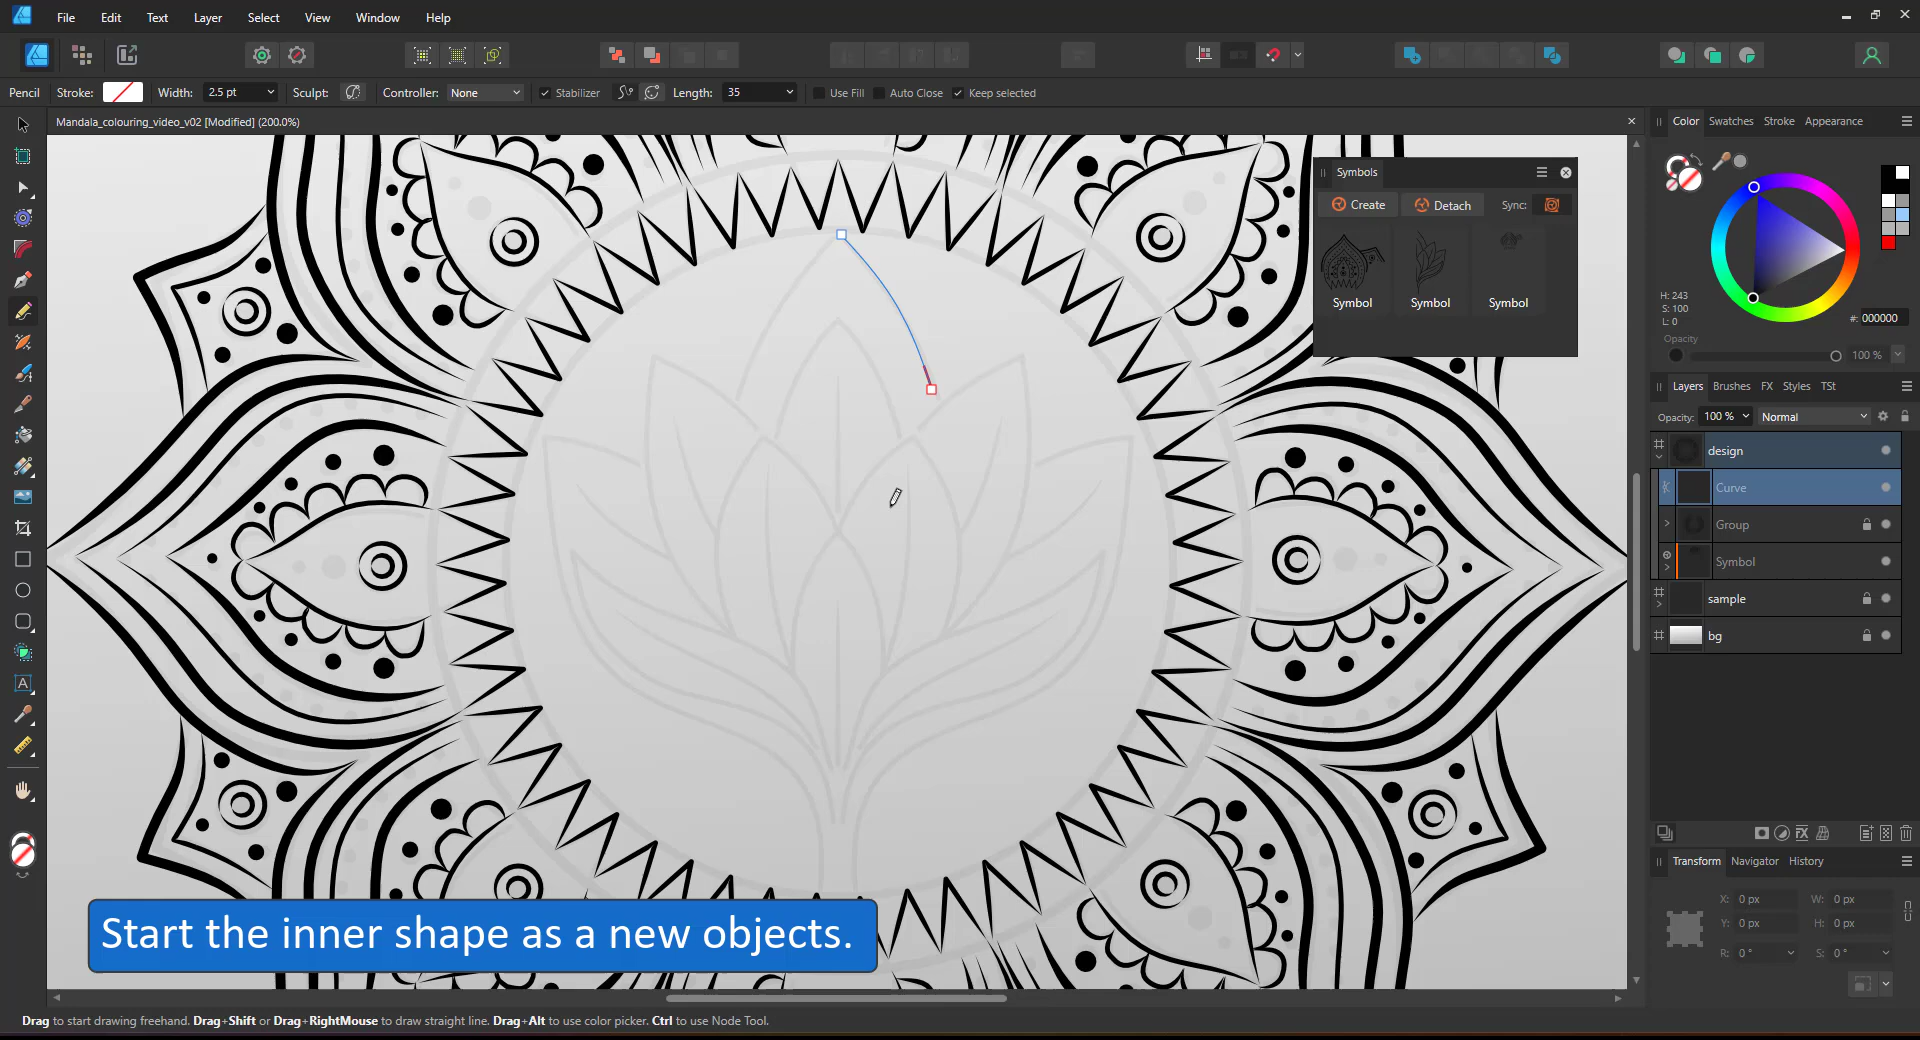 File Edit Text Layer Select View Window Help
Pencil Stroke: Width: 2.5 pt Sculpt: Controller: None Stabilizer Length: 35 Use Fill Auto Close Keep selected
Mandala_colouring_video_v02 [Modified] (200.0%)
Color Swatches Stroke Appearance
Symbols
Create Detach Sync:
Symbol Symbol Symbol
H: 243
S: 100
L: 0
#: 000000
Opacity
100 %
Layers Brushes FX Styles TSt
Opacity: 100 % Normal
design
Curve
Group
Symbol
sample
bg
Transform Navigator History
X: 0 px W: 0 px
Y: 0 px H: 0 px
R: 0 ° S: 0 °
Start the inner shape as a new objects.
Drag to start drawing freehand. Drag+Shift or Drag+RightMouse to draw straight line. Drag+Alt to use color picker. Ctrl to use Node Tool.